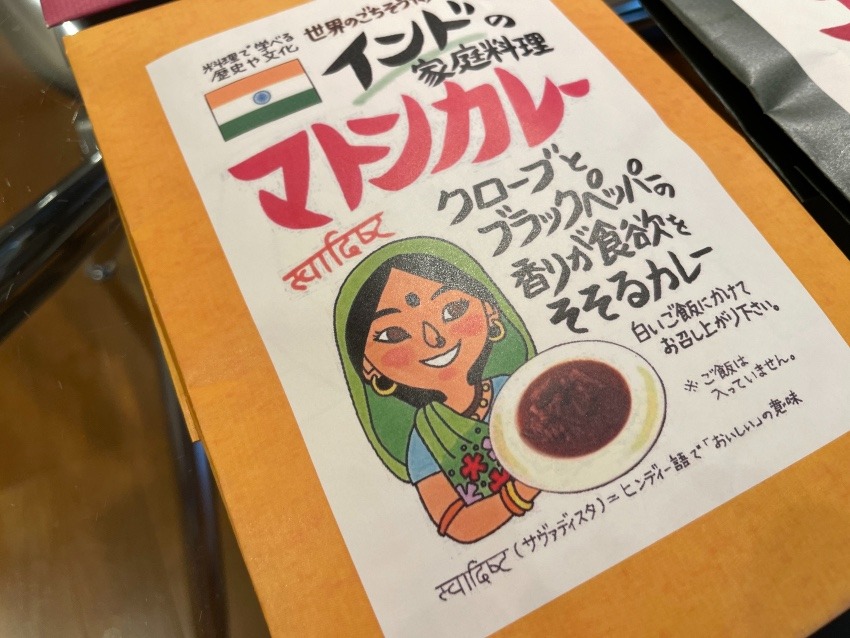 料理で学べる
歴史や文化
世界のごちそう
インドの
家庭料理
マトンカレー
クローブと
ブラックペッパーの
香りが食欲を
そそるカレー
स्वादिष्ट
白いご飯にかけて
お召し上がり下さい。
※ご飯は
入っていません。
स्वादिष्ट(サヴァディスタ)=ヒンディー語で「おいしい」の意味